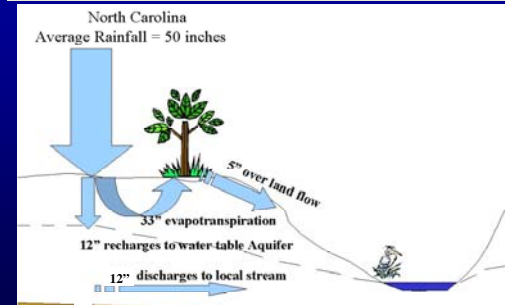 North Carolina
Average Rainfall = 50 inches
5" over land flow
33" evapotranspiration
12" recharges to water table Aquifer
12" discharges to local stream